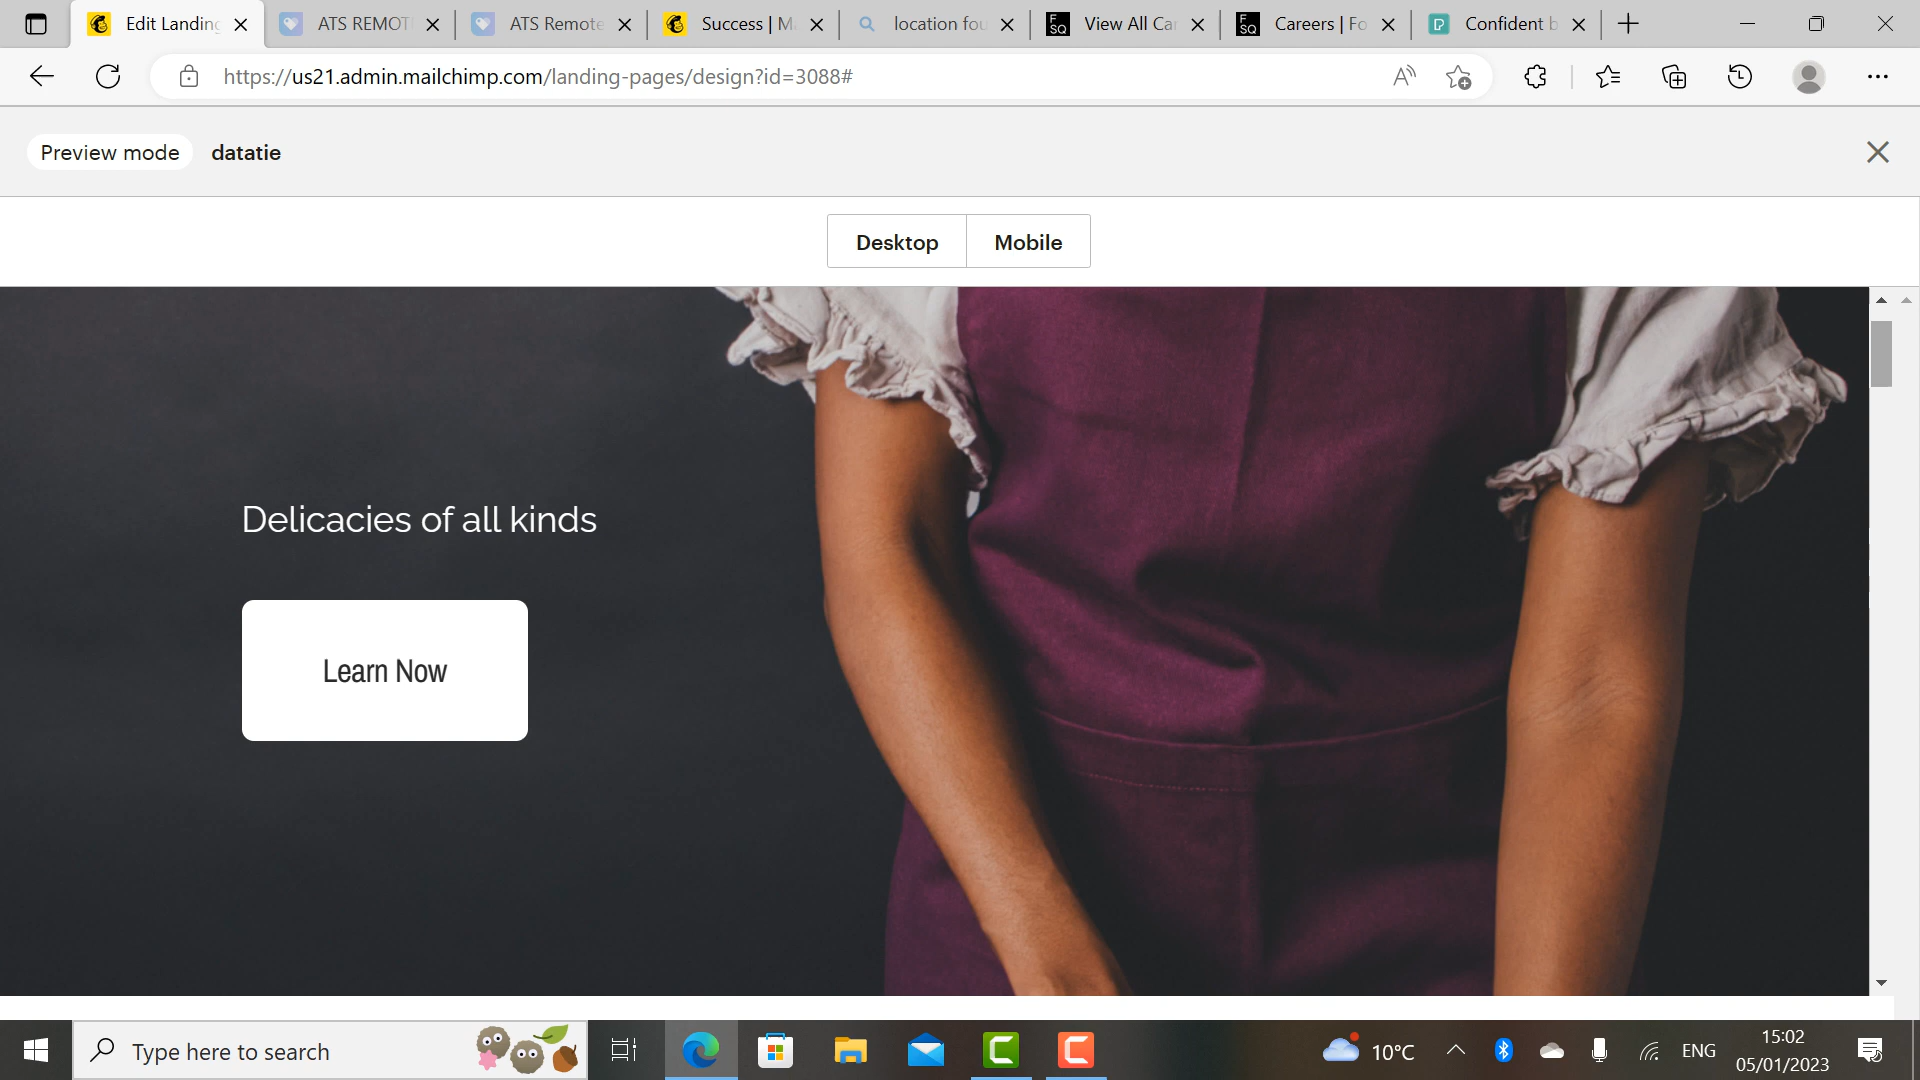 Edit Landing
ATS REMOT
ATS Remote
Success | M
location fou
View All Car
Careers | Fo
Confident b
https://us21.admin.mailchimp.com/landing-pages/design?id=3088#
Preview mode
datatie
Desktop
Mobile
Delicacies of all kinds
Learn Now
Type here to search
10°C
ENG
15:02
05/01/2023